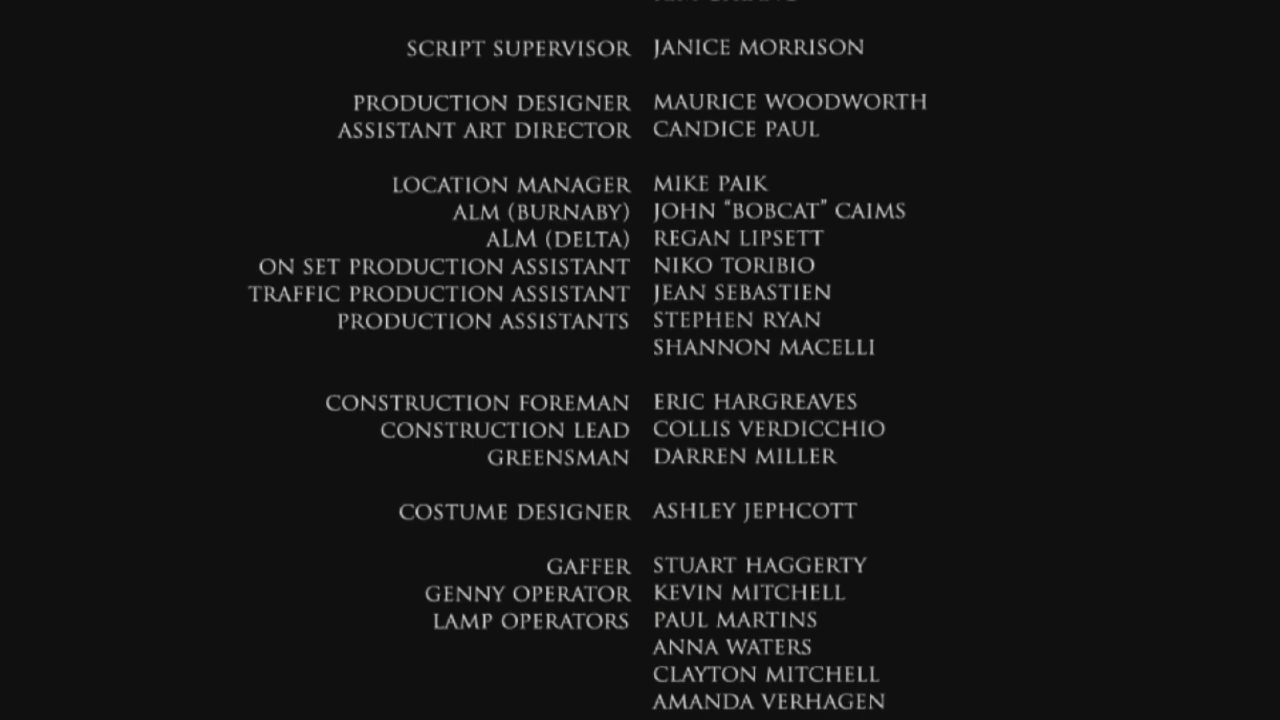 SCRIPT SUPERVISOR JANICE MORRISON
PRODUCTION DESIGNER MAURICE WOODWORTH
ASSISTANT ART DIRECTOR CANDICE PAUL
LOCATION MANAGER MIKE PAIK
ALM (BURNABY) JOHN “BOBCAT” CAIMS
aLM (DELTA) REGAN LIPSETT
ON SET PRODUCTION ASSISTANT NIKO TORIBIO
TRAFFIC PRODUCTION ASSISTANT JEAN SEBASTIEN
PRODUCTION ASSISTANTS STEPHEN RYAN
SHANNON MACELLI
CONSTRUCTION FOREMAN ERIC HARGREAVES
CONSTRUCTION LEAD COLLIS VERDICCHIO
GREENSMAN DARREN MILLER
COSTUME DESIGNER ASHLEY JEPHCOTT
GAFFER STUART HAGGERTY
GENNY OPERATOR KEVIN MITCHELL
LAMP OPERATORS PAUL MARTINS
ANNA WATERS
CLAYTON MITCHELL
AMANDA VERHAGEN